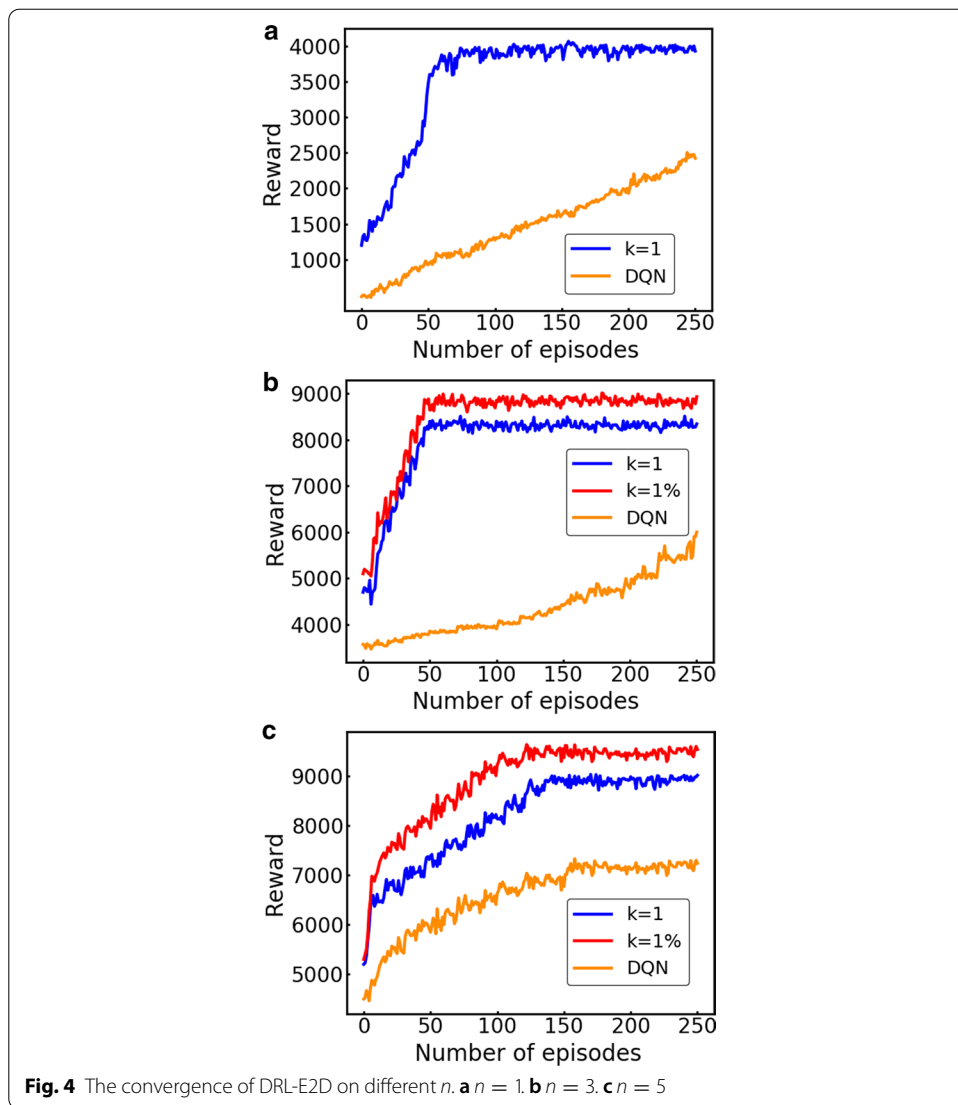 a
4000
3500
3000
2500
2000
1500
1000
Reward
k=1
DQN
0 50 100 150 200 250
Number of episodes
b
9000
8000
7000
6000
5000
4000
Reward
k=1
k=1%
DQN
0 50 100 150 200 250
Number of episodes
c
9000
8000
7000
6000
5000
Reward
k=1
k=1%
DQN
0 50 100 150 200 250
Number of episodes
Fig. 4 The convergence of DRL-E2D on different n. a n = 1. b n = 3. c n = 5